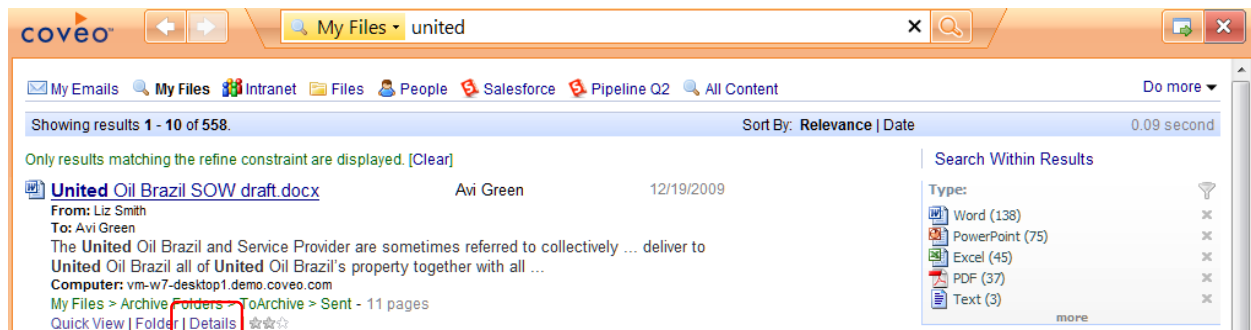 coveo™ My Files united
My Emails My Files Intranet Files People Salesforce Pipeline Q2 All Content Do more
Showing results 1 - 10 of 558. Sort By: Relevance | Date 0.09 second
Only results matching the refine constraint are displayed. [Clear]
Search Within Results
United Oil Brazil SOW draft.docx Avi Green 12/19/2009
Type:
From: Liz Smith
Word (138)
To: Avi Green
PowerPoint (75)
The United Oil Brazil and Service Provider are sometimes referred to collectively ... deliver to
United Oil Brazil all of United Oil Brazil's property together with all ...
Excel (45)
Computer: vm-w7-desktop1.demo.coveo.com
PDF (37)
My Files > Archive Folders > ToArchive > Sent - 11 pages
Text (3)
Quick View | Folder | Details
more